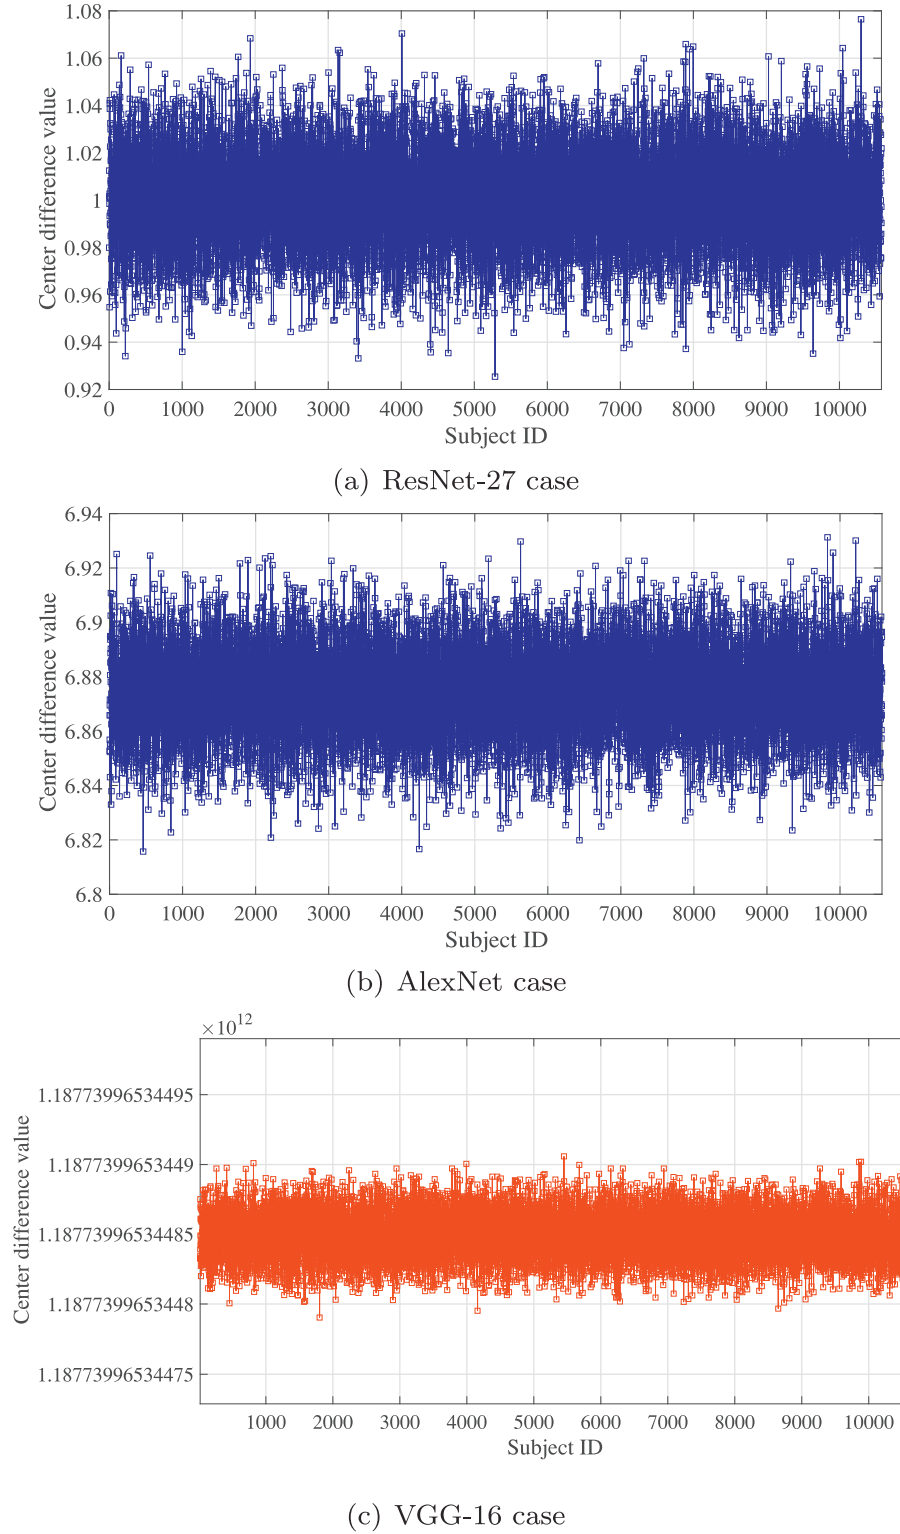 1.08
1.06
1.04
1.02
1
0.98
0.96
0.94
0.92
Center difference value
0 1000 2000 3000 4000 5000 6000 7000 8000 9000 10000
Subject ID
(a) ResNet-27 case
6.94
6.92
6.9
6.88
6.86
6.84
6.82
6.8
Center difference value
0 1000 2000 3000 4000 5000 6000 7000 8000 9000 10000
Subject ID
(b) AlexNet case
×10¹²
1.18773996534495
1.18773996534449
1.187739965344 85
1.18773996534448
1.18773996534475
Center difference value
1000 2000 3000 4000 5000 6000 7000 8000 9000 10000
Subject ID
(c) VGG-16 case